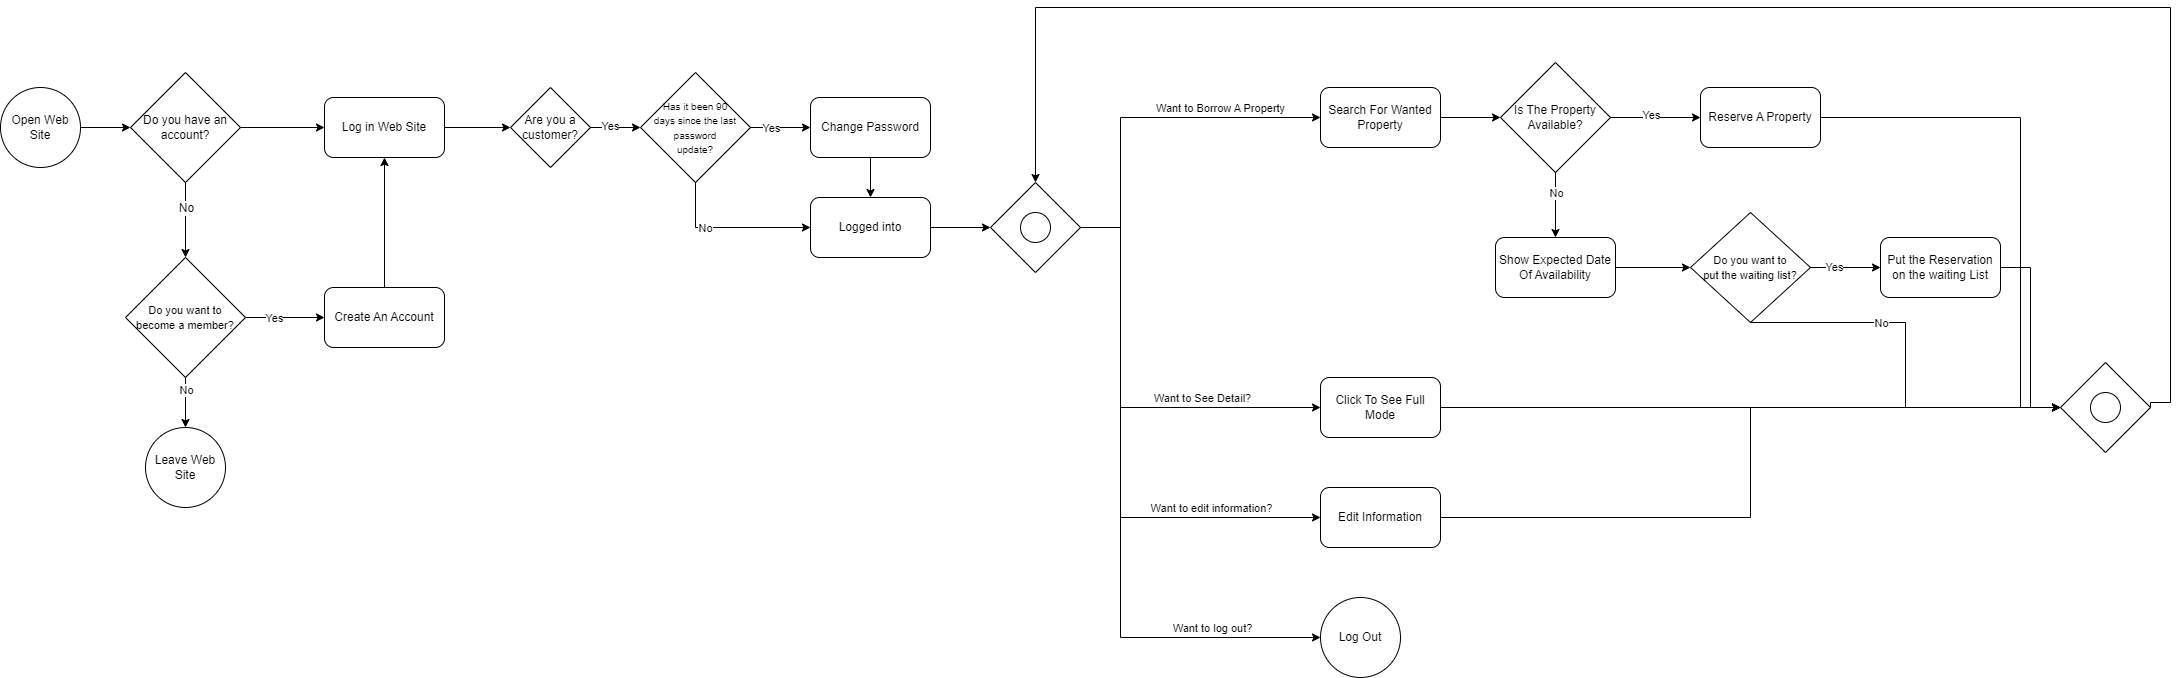 Open Web
Site
Do you have an
account?
No
Do you want to
become a member?
Yes
Create An Account
No
Leave Web
Site
Log in Web Site
Are you a
customer?
Yes
Has it been 90
days since the last
password
update?
Yes
Change Password
No
Logged into
Want to Borrow A Property
Search For Wanted
Property
Is The Property
Available?
Yes
Reserve A Property
No
Show Expected Date
Of Availability
Do you want to
put the waiting list?
Yes
Put the Reservation
on the waiting List
No
Want to See Detail?
Click To See Full
Mode
Want to edit information?
Edit Information
Want to log out?
Log Out